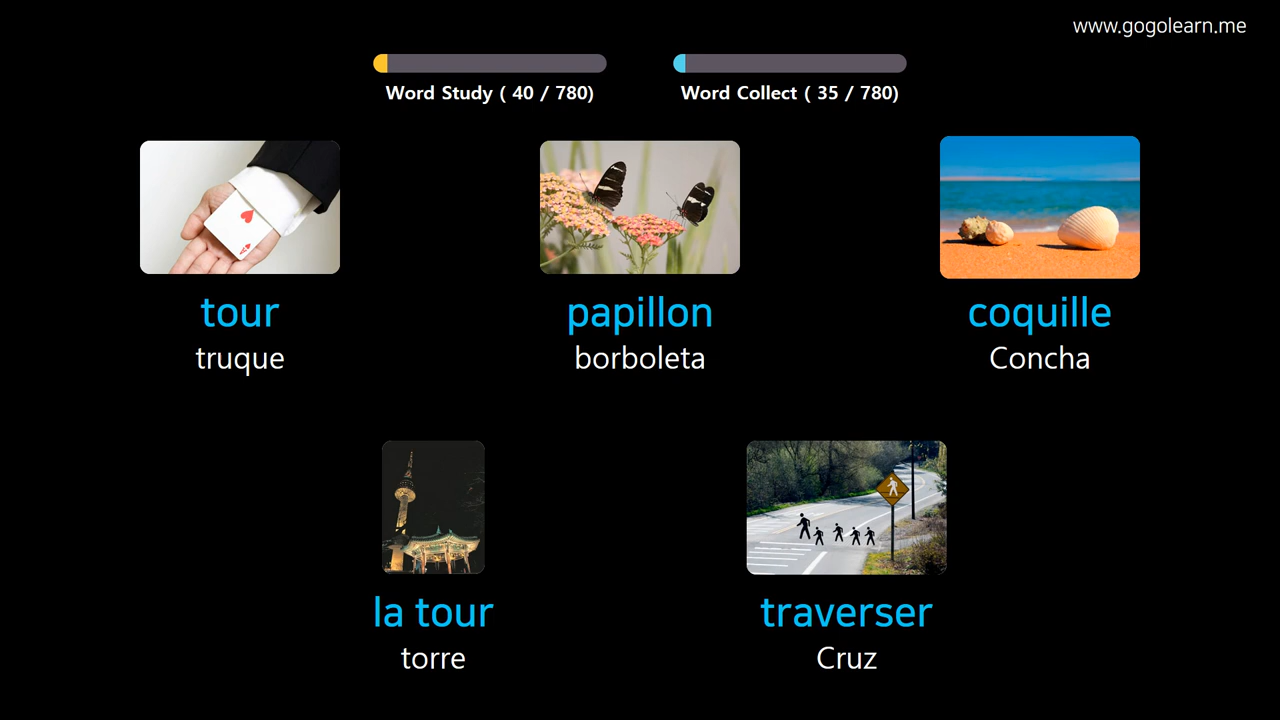 www.gogolearn.me
Word Study ( 40 / 780)
Word Collect ( 35 / 780)
tour
truque
papillon
borboleta
coquille
Concha
la tour
torre
traverser
Cruz